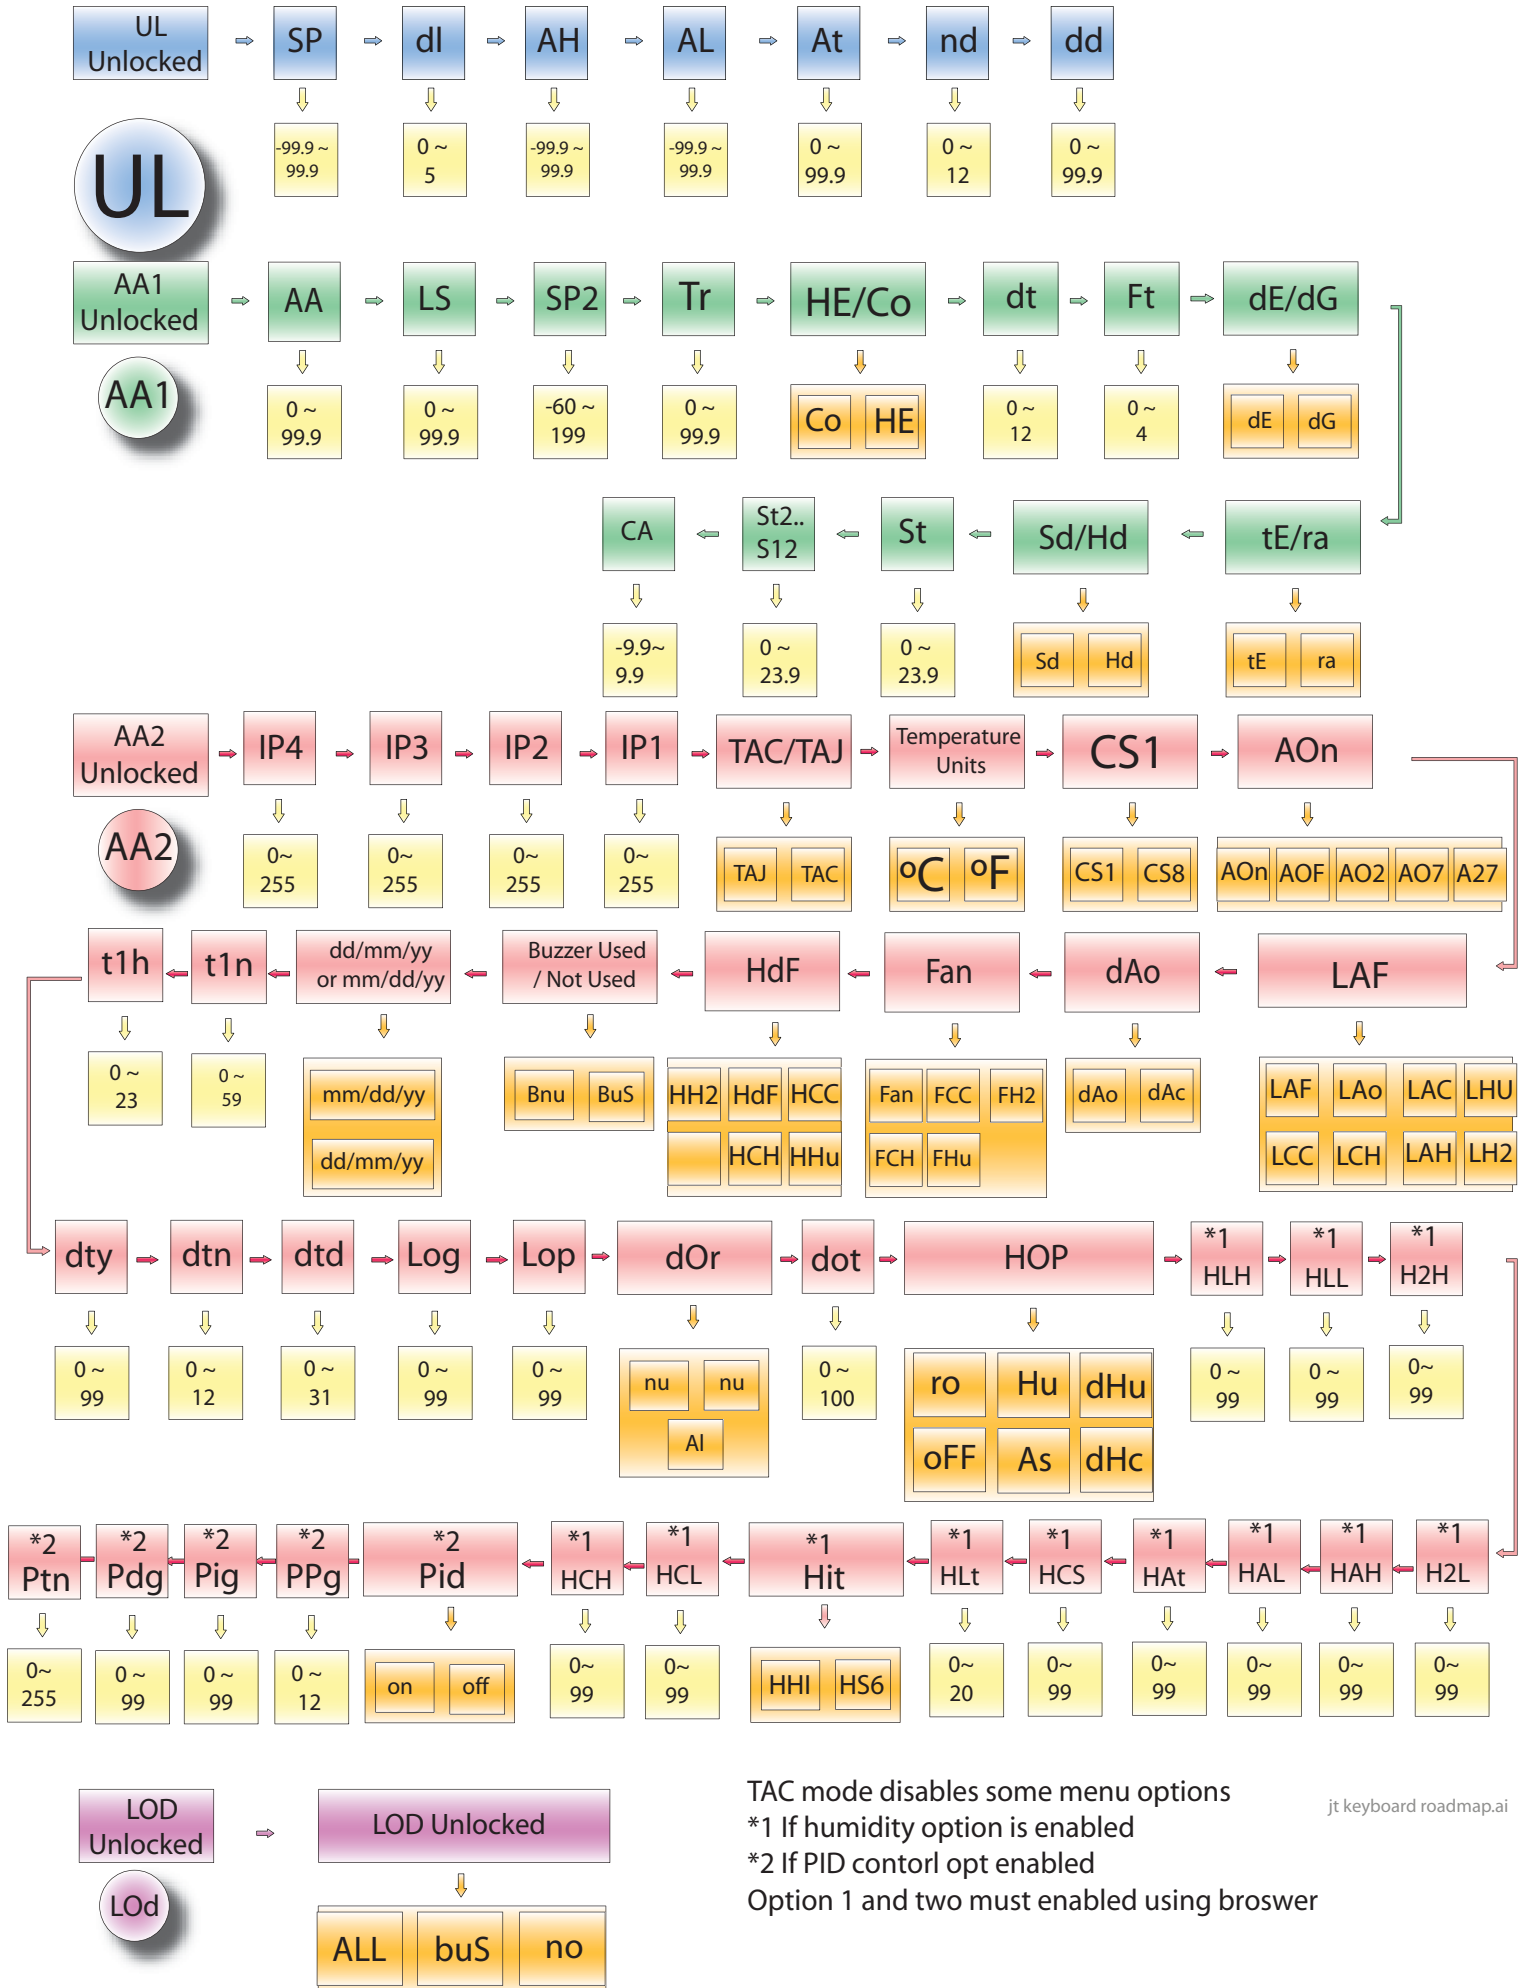 UL
Unlocked
SP
dl
AH
AL
At
nd
dd
-99.9 ~
99.9
0 ~
5
-99.9 ~
99.9
-99.9 ~
99.9
0 ~
99.9
0 ~
12
0 ~
99.9
UL
AA1
Unlocked
AA
LS
SP2
Tr
HE/Co
dt
Ft
dE/dG
AA1
0 ~
99.9
0 ~
99.9
-60 ~
199
0 ~
99.9
Co
HE
0 ~
12
0 ~
4
dE
dG
CA
St2..
S12
St
Sd/Hd
tE/ra
-9.9~
9.9
0 ~
23.9
0 ~
23.9
Sd
Hd
tE
ra
AA2
Unlocked
IP4
IP3
IP2
IP1
TAC/TAJ
Temperature
Units
CS1
AOn
AA2
0~
255
0~
255
0~
255
0~
255
TAJ
TAC
oC
oF
CS1
CS8
AOn
AOF
AO2
AO7
A27
t1h
t1n
dd/mm/yy
or mm/dd/yy
Buzzer Used
/ Not Used
HdF
Fan
dAo
LAF
0 ~
23
0 ~
59
mm/dd/yy
dd/mm/yy
Bnu
BuS
HH2
HdF
HCC
HCH
HHu
Fan
FCC
FH2
FCH
FHu
dAo
dAc
LAF
LAo
LAC
LHU
LCC
LCH
LAH
LH2
dty
dtn
dtd
Log
Lop
dOr
dot
HOP
*1
HLH
*1
HLL
*1
H2H
0 ~
99
0 ~
12
0 ~
31
0 ~
99
0 ~
99
nu
nu
Al
0 ~
100
ro
Hu
dHu
oFF
As
dHc
0 ~
99
0 ~
99
0~
99
*2
Ptn
*2
Pdg
*2
Pig
*2
PPg
*2
Pid
*1
HCH
*1
HCL
*1
Hit
*1
HLt
*1
HCS
*1
HAt
*1
HAL
*1
HAH
*1
H2L
0~
255
0 ~
99
0 ~
99
0 ~
12
on
off
0~
99
0~
99
HHI
HS6
0~
20
0~
99
0~
99
0~
99
0~
99
0~
99
LOD
Unlocked
LOD Unlocked
LOd
ALL
buS
no
TAC mode disables some menu options
*1 If humidity option is enabled
*2 If PID contorl opt enabled
Option 1 and two must enabled using broswer
jt keyboard roadmap.ai